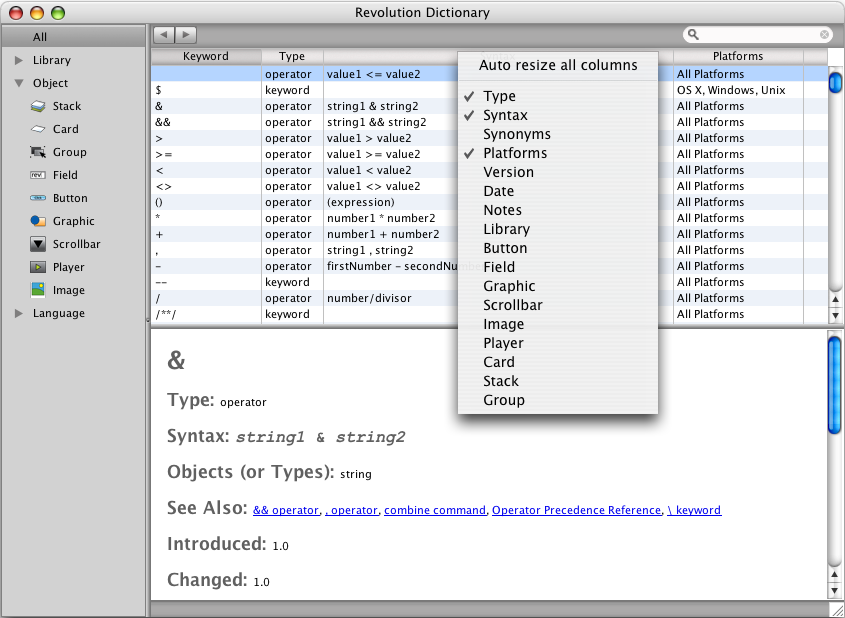 Revolution Dictionary
All
Library
Object
Stack
Card
Group
Field
Button
Graphic
Scrollbar
Player
Image
Language
Keyword Type Platforms
operator value1 <= value2 All Platforms
$ keyword OS X, Windows, Unix
& operator string1 & string2 All Platforms
&& operator string1 && string2 All Platforms
> operator value1 > value2 All Platforms
>= operator value1 >= value2 All Platforms
< operator value1 < value2 All Platforms
<> operator value1 <> value2 All Platforms
() operator (expression) All Platforms
* operator number1 * number2 All Platforms
+ operator number1 + number2 All Platforms
, operator string1 , string2 All Platforms
- operator firstNumber - secondNumber All Platforms
-- keyword All Platforms
/ operator number/divisor All Platforms
/**/ keyword All Platforms
Auto resize all columns
✓ Type
✓ Syntax
Synonyms
✓ Platforms
Version
Date
Notes
Library
Button
Field
Graphic
Scrollbar
Image
Player
Card
Stack
Group
&
Type: operator
Syntax: string1 & string2
Objects (or Types): string
See Also: && operator, , operator, combine command, Operator Precedence Reference, \ keyword
Introduced: 1.0
Changed: 1.0